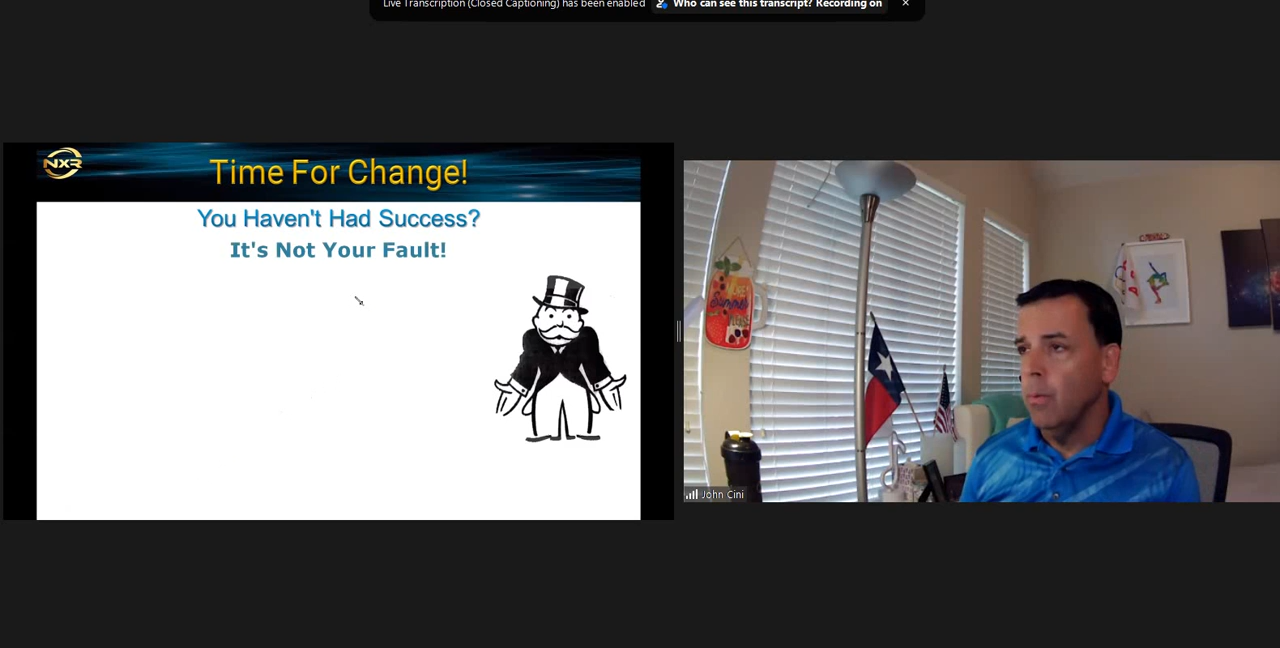 Live Transcription (Closed Captioning) has been enabled
Who can see this transcript? Recording on
NXR
Time For Change!
You Haven't Had Success?
It's Not Your Fault!
John Cini